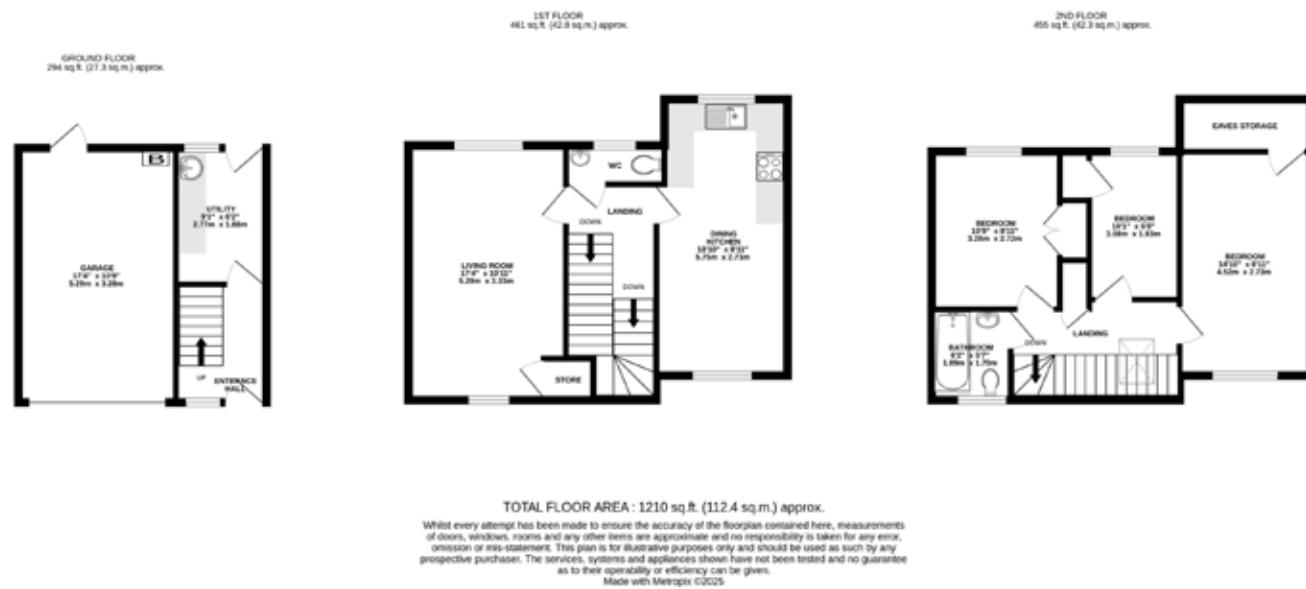 GROUND FLOOR
294 sq.ft. (27.3 sq.m.) approx.
GARAGE
17'4" x 10'9"
5.29m x 3.28m
B
UTILITY
9'1" x 6'2"
2.77m x 1.88m
UP
ENTRANCE
HALL
1ST FLOOR
461 sq.ft. (42.8 sq.m.) approx.
LIVING ROOM
17'4" x 10'11"
5.29m x 3.33m
WC
LANDING
DOWN
DOWN
STORE
DINING
KITCHEN
18'10" x 8'11"
5.75m x 2.73m
2ND FLOOR
455 sq.ft. (42.3 sq.m.) approx.
EAVES STORAGE
BEDROOM
10'9" x 8'11"
3.28m x 2.72m
BEDROOM
10'1" x 6'0"
3.08m x 1.83m
BEDROOM
14'10" x 8'11"
4.52m x 2.73m
LANDING
DOWN
BATHROOM
6'2" x 5'7"
1.89m x 1.70m
TOTAL FLOOR AREA : 1210 sq.ft. (112.4 sq.m.) approx.
Whilst every attempt has been made to ensure the accuracy of the floorplan contained here, measurements
of doors, windows, rooms and any other items are approximate and no responsibility is taken for any error,
omission or mis-statement. This plan is for illustrative purposes only and should be used as such by any
prospective purchaser. The services, systems and appliances shown have not been tested and no guarantee
as to their operability or efficiency can be given.
Made with Metropix ©2025